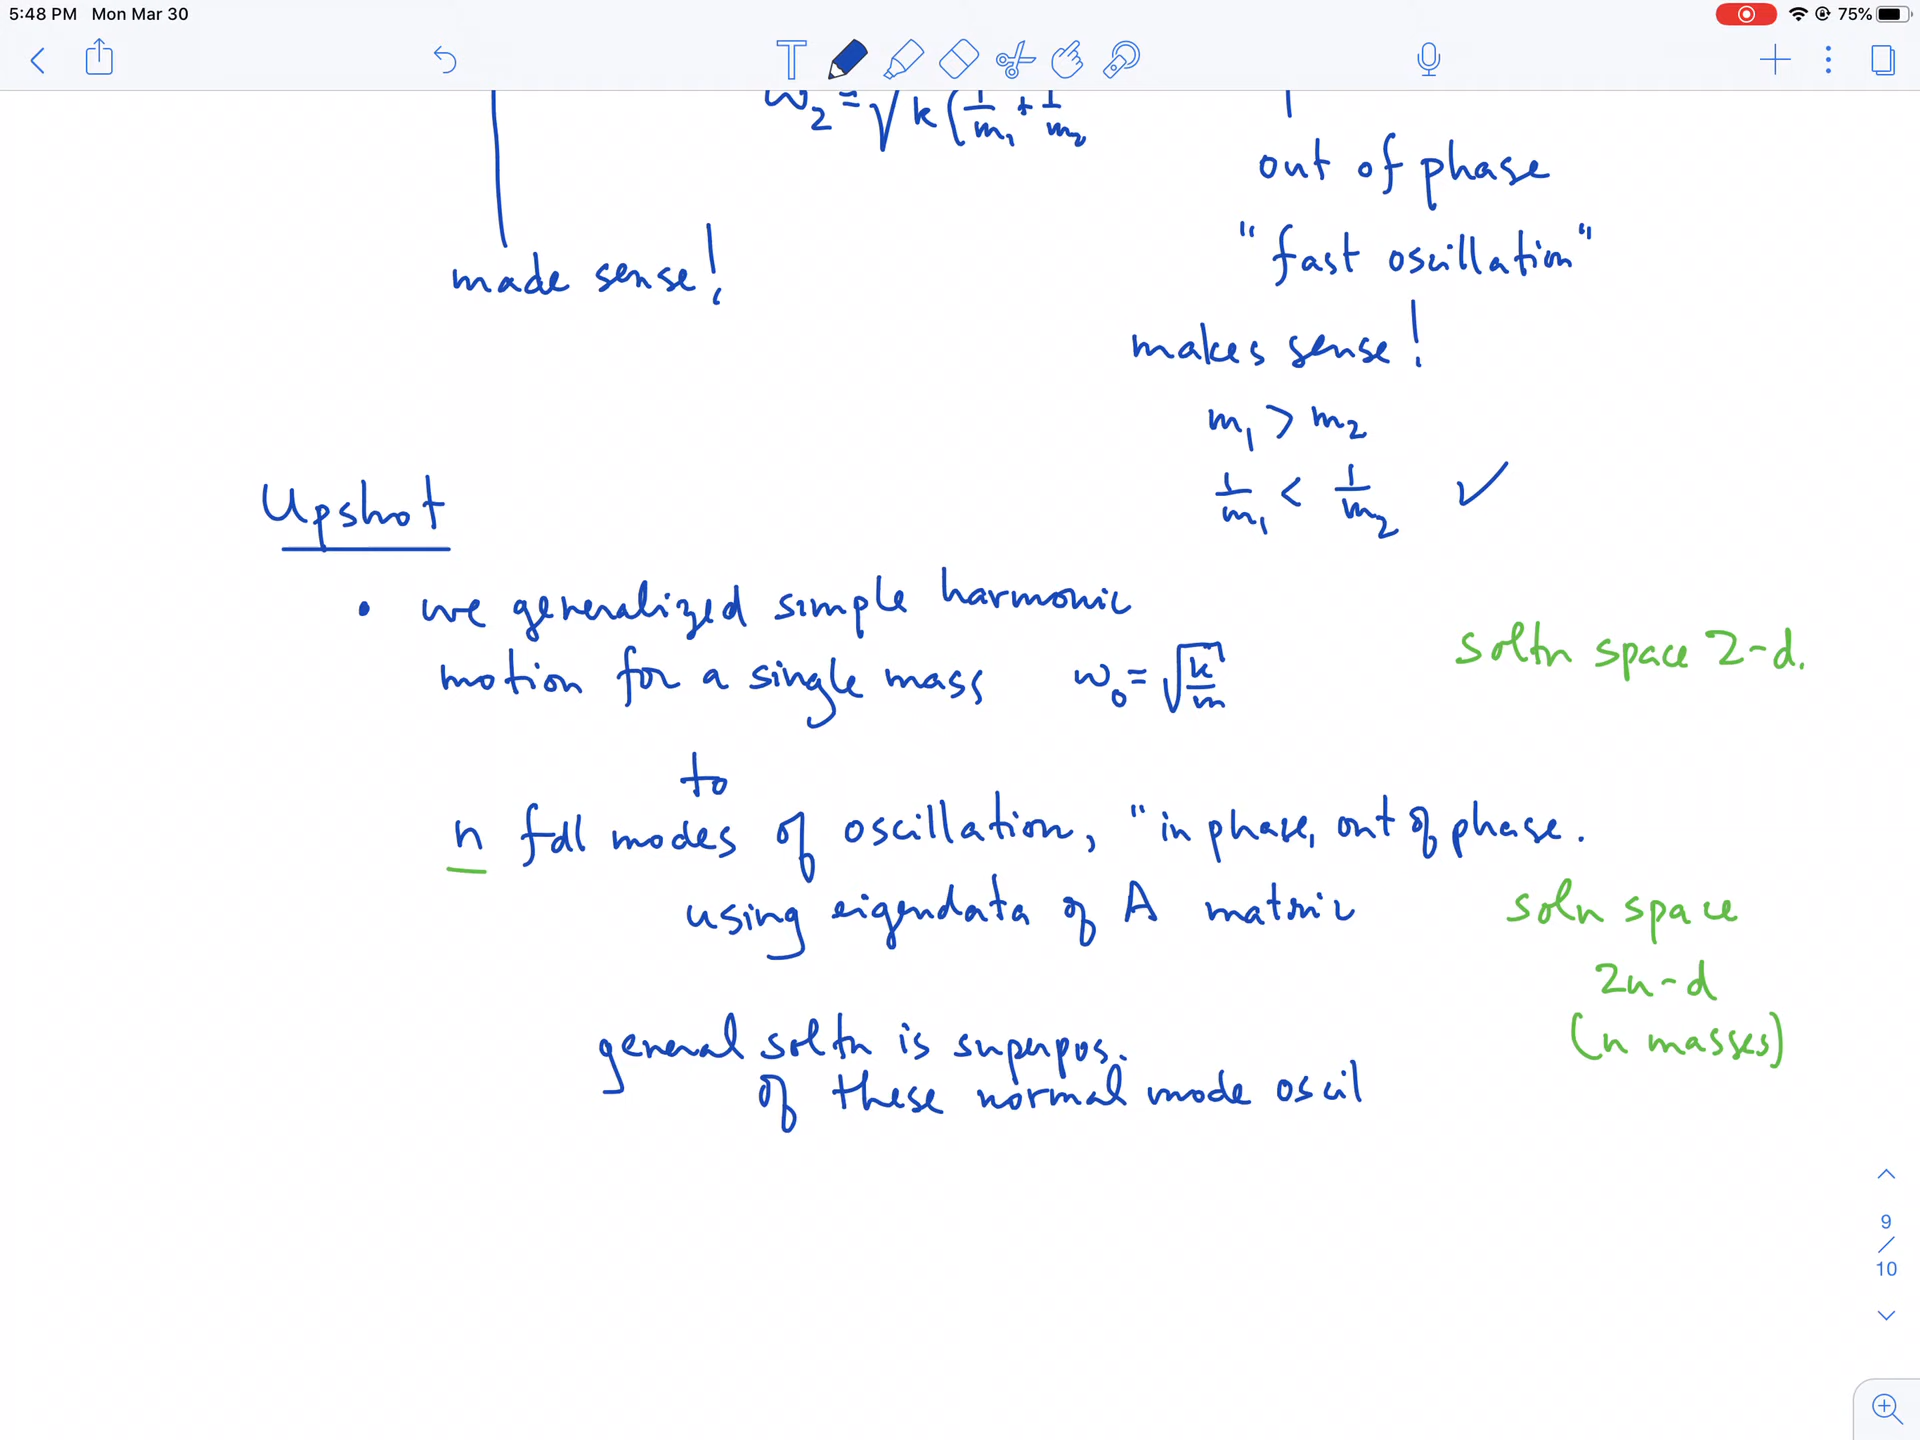 5:48 PM Mon Mar 30
75%
T
ω₂ = √k(1/m₁ + 1/m₂
out of phase
"fast oscillation"
made sense!
makes sense!
m₁ > m₂
1/m₁ < 1/m₂ ✓
Upshot
• we generalized simple harmonic
motion for a single mass ω₀ = √(k/m)
soltn space 2-d.
to
n fdl modes of oscillation, "in phase, out of phase.
using eigendata of A matrix
soln space
2n-d
(n masses)
general soltn is superpos.
of these normal mode oscil
9
/
10